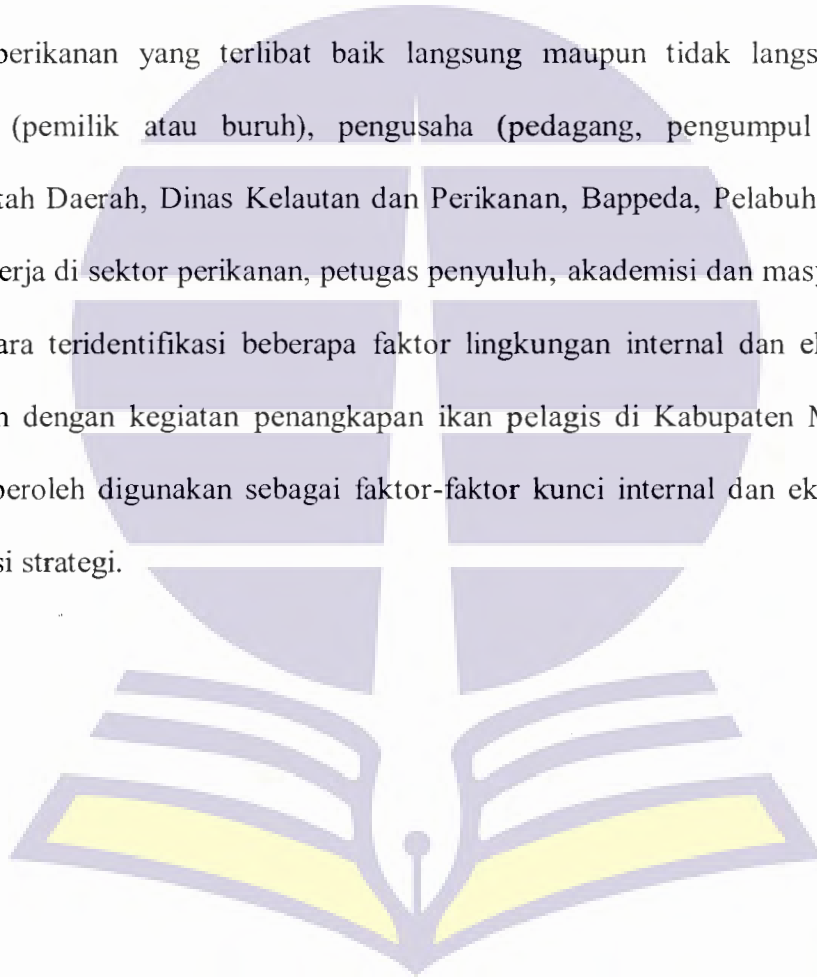 perikanan yang terlibat baik langsung maupun tidak langs
(pemilik atau buruh), pengusaha (pedagang, pengumpul
tah Daerah, Dinas Kelautan dan Perikanan, Bappeda, Pelabuh
erja di sektor perikanan, petugas penyuluh, akademisi dan masy
ara teridentifikasi beberapa faktor lingkungan internal dan ek
n dengan kegiatan penangkapan ikan pelagis di Kabupaten M
peroleh digunakan sebagai faktor-faktor kunci internal dan ek
si strategi.